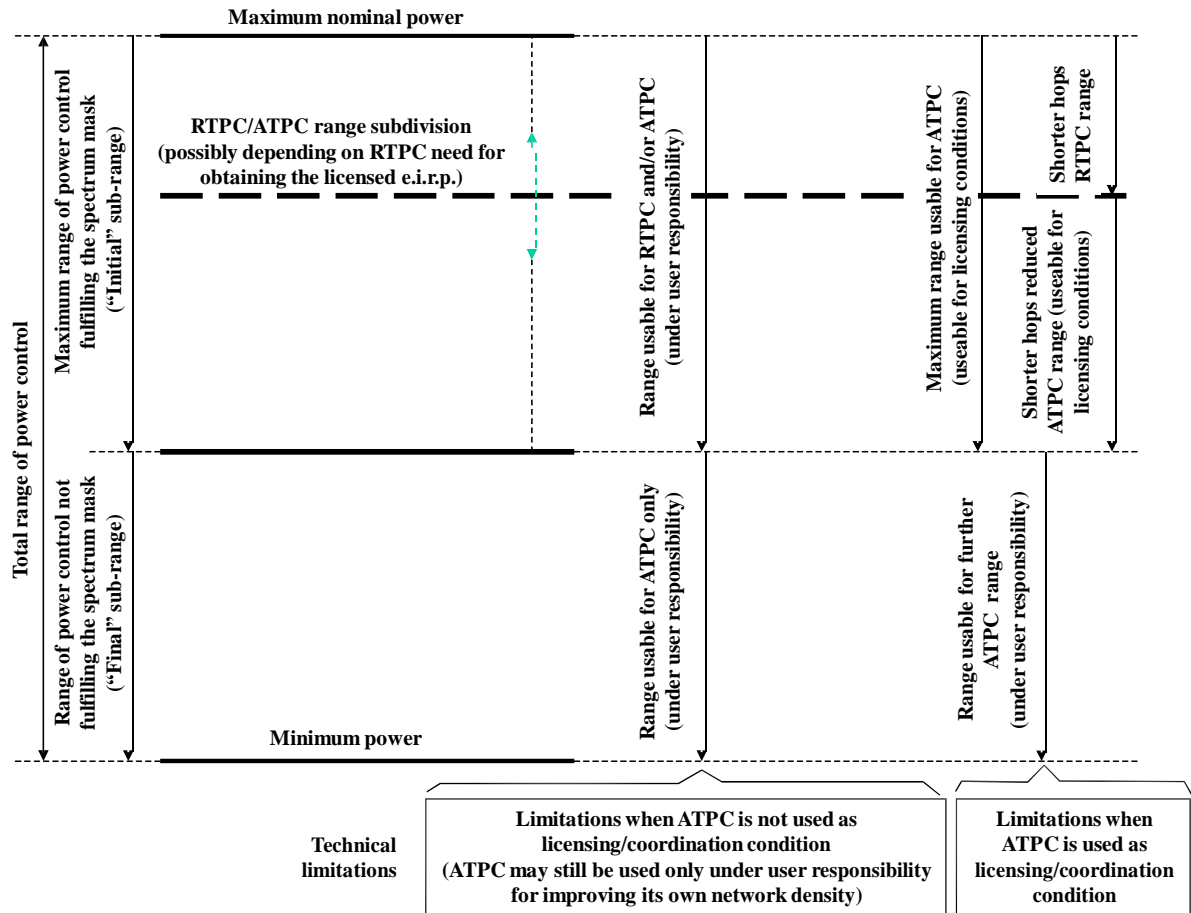 Maximum nominal power
Total range of power control
Maximum range of power control
fulfilling the spectrum mask
(“Initial” sub-range)
RTPC/ATPC range subdivision
(possibly depending on RTPC need for
obtaining the licensed e.i.r.p.)
Range usable for RTPC and/or ATPC
(under user responsibility)
Maximum range usable for ATPC
(useable for licensing conditions)
Shorter hops
RTPC range
Shorter hops reduced
ATPC range (useable for
licensing conditions)
Range of power control not
fulfilling the spectrum mask
(“Final” sub-range)
Range usable for ATPC only
(under user responsibility)
Range usable for further
ATPC range
(under user responsibility)
Minimum power
Technical
limitations
Limitations when ATPC is not used as
licensing/coordination condition
(ATPC may still be used only under user responsibility
for improving its own network density)
Limitations when
ATPC is used as
licensing/coordination
condition